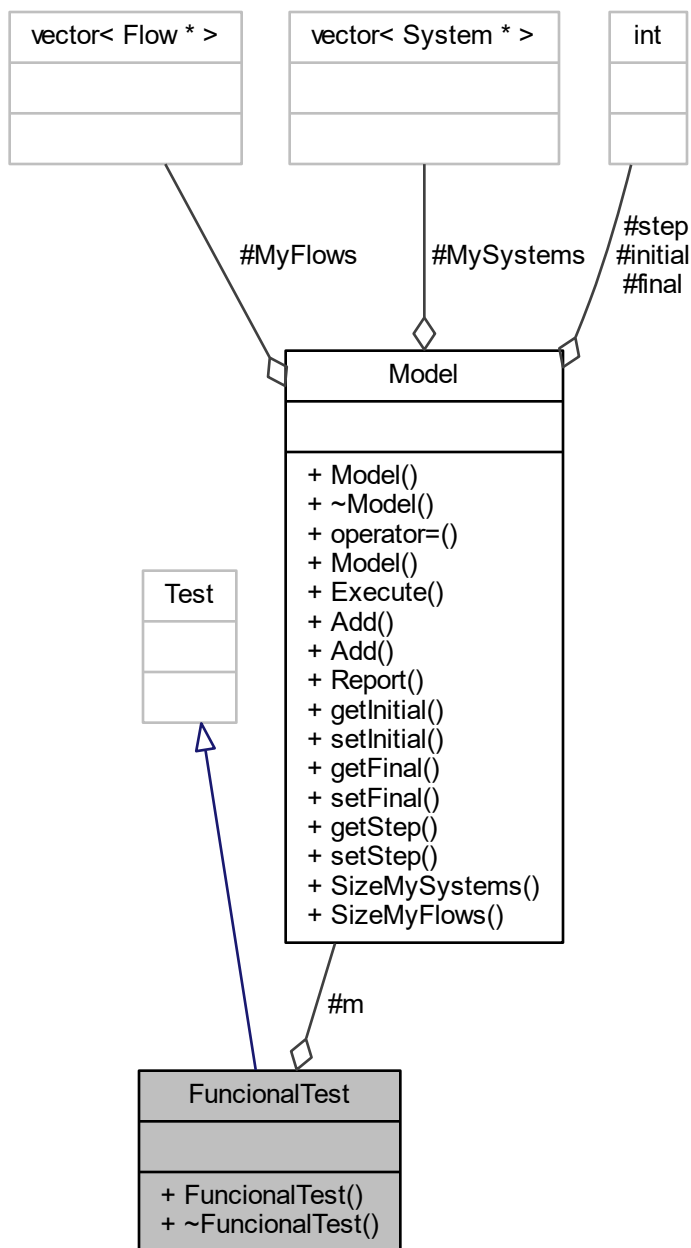 vector< Flow * >
vector< System * >
int
#MyFlows
#MySystems
#step
#initial
#final
Model
+ Model()
+ ~Model()
+ operator=()
+ Model()
+ Execute()
+ Add()
+ Add()
+ Report()
+ getInitial()
+ setInitial()
+ getFinal()
+ setFinal()
+ getStep()
+ setStep()
+ SizeMySystems()
+ SizeMyFlows()
Test
#m
FuncionalTest
+ FuncionalTest()
+ ~FuncionalTest()